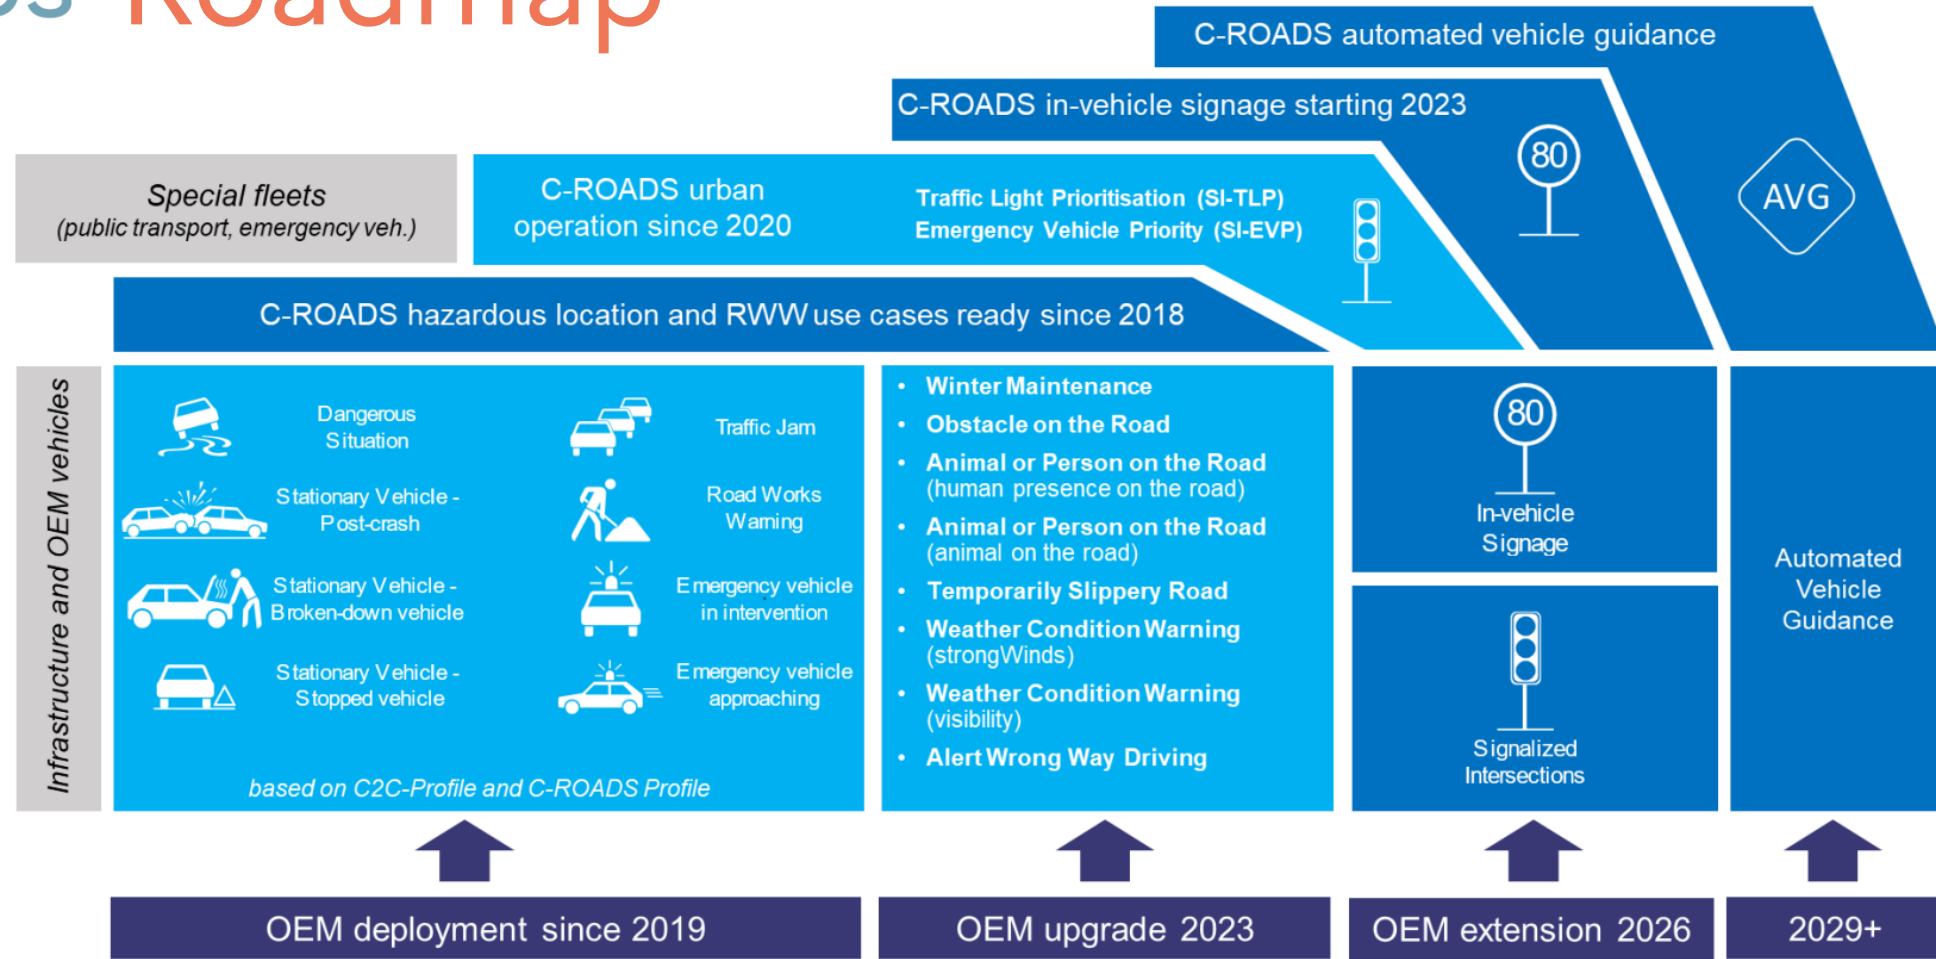 Roadmap
C-ROADS automated vehicle guidance
C-ROADS in-vehicle signage starting 2023
80
AVG
Special fleets
(public transport, emergency veh.)
C-ROADS urban
operation since 2020
Traffic Light Prioritisation (SI-TLP)
Emergency Vehicle Priority (SI-EVP)
C-ROADS hazardous location and RWW use cases ready since 2018
Infrastructure and OEM vehicles
Dangerous
Situation
Stationary Vehicle -
Post-crash
Stationary Vehicle -
Broken-down vehicle
Stationary Vehicle -
Stopped vehicle
Traffic Jam
Road Works
Warning
Emergency vehicle
in intervention
Emergency vehicle
approaching
based on C2C-Profile and C-ROADS Profile
• Winter Maintenance
• Obstacle on the Road
• Animal or Person on the Road
(human presence on the road)
• Animal or Person on the Road
(animal on the road)
• Temporarily Slippery Road
• Weather Condition Warning
(strongWinds)
• Weather Condition Warning
(visibility)
• Alert Wrong Way Driving
80
In-vehicle
Signage
Signalized
Intersections
Automated
Vehicle
Guidance
OEM deployment since 2019
OEM upgrade 2023
OEM extension 2026
2029+